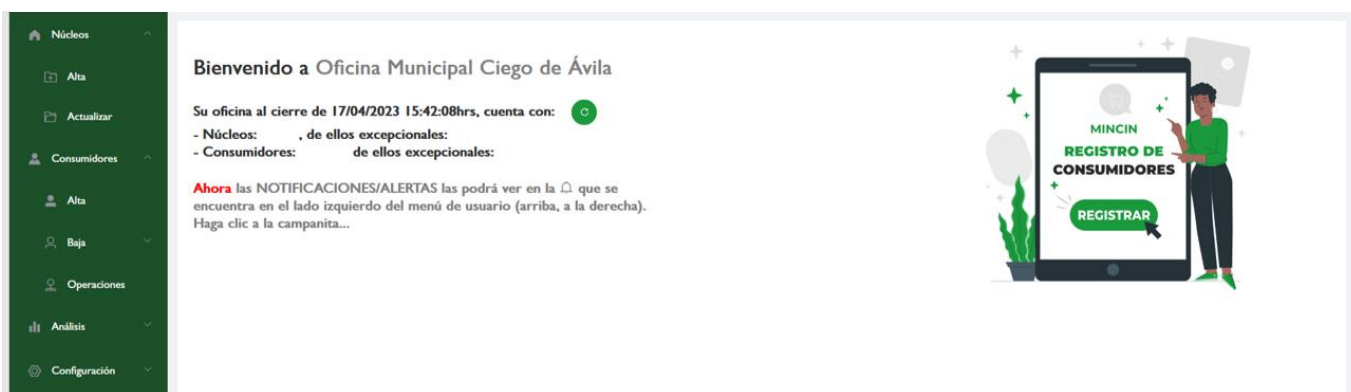 Núcleos
Alta
Actualizar
Consumidores
Alta
Baja
Operaciones
Análisis
Configuración
Bienvenido a Oficina Municipal Ciego de Ávila
Su oficina al cierre de 17/04/2023 15:42:08hrs, cuenta con:
- Núcleos: , de ellos excepcionales:
- Consumidores: de ellos excepcionales:
Ahora las NOTIFICACIONES/ALERTAS las podrá ver en la que se
encuentra en el lado izquierdo del menú de usuario (arriba, a la derecha).
Haga clic a la campanita...
MINCIN
REGISTRO DE
CONSUMIDORES
REGISTRAR